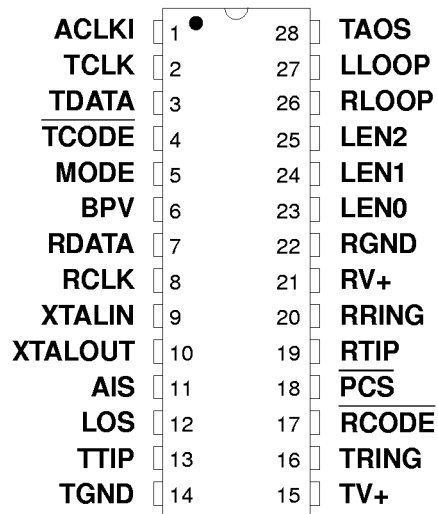 ACLKI 1 28 TAOS
TCLK 2 27 LLOOP
TDATA 3 26 RLOOP
TCODE 4 25 LEN2
MODE 5 24 LEN1
BPV 6 23 LEN0
RDATA 7 22 RGND
RCLK 8 21 RV+
XTALIN 9 20 RRING
XTALOUT 10 19 RTIP
AIS 11 18 PCS
LOS 12 17 RCODE
TTIP 13 16 TRING
TGND 14 15 TV+